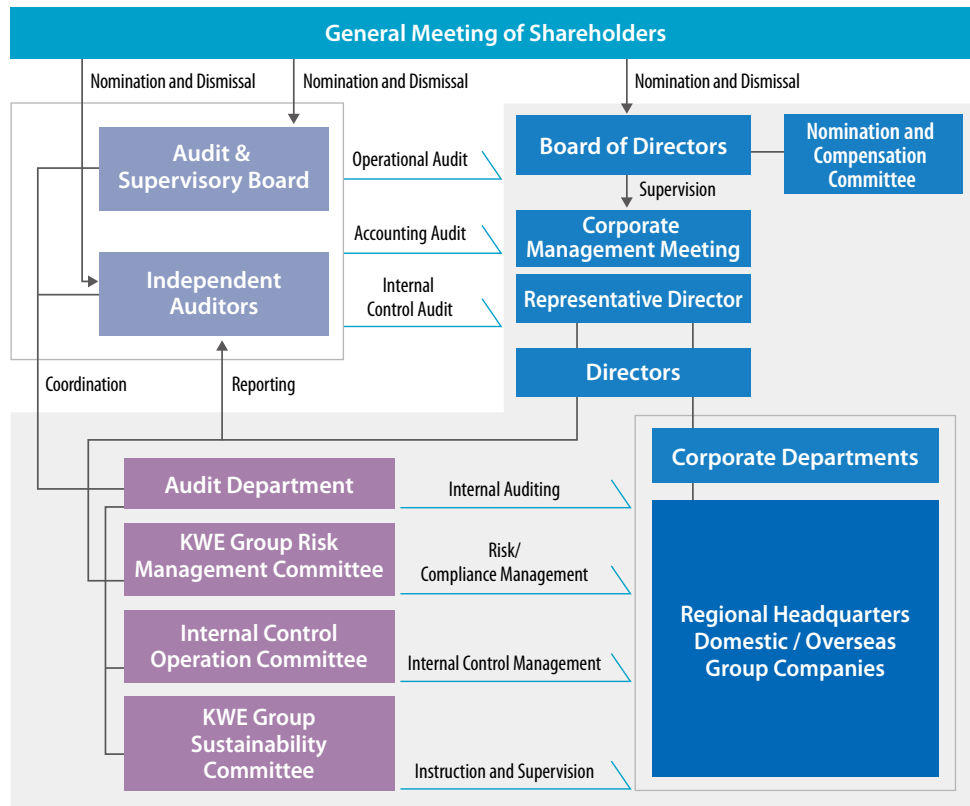 General Meeting of Shareholders
Nomination and Dismissal
Nomination and Dismissal
Nomination and Dismissal
Audit &
Supervisory Board
Operational Audit
Board of Directors
Nomination and
Compensation
Committee
Supervision
Accounting Audit
Corporate
Management Meeting
Independent
Auditors
Internal
Control Audit
Representative Director
Directors
Coordination
Reporting
Corporate Departments
Audit Department
Internal Auditing
KWE Group Risk
Management Committee
Risk/
Compliance Management
Regional Headquarters
Domestic / Overseas
Group Companies
Internal Control
Operation Committee
Internal Control Management
KWE Group
Sustainability
Committee
Instruction and Supervision